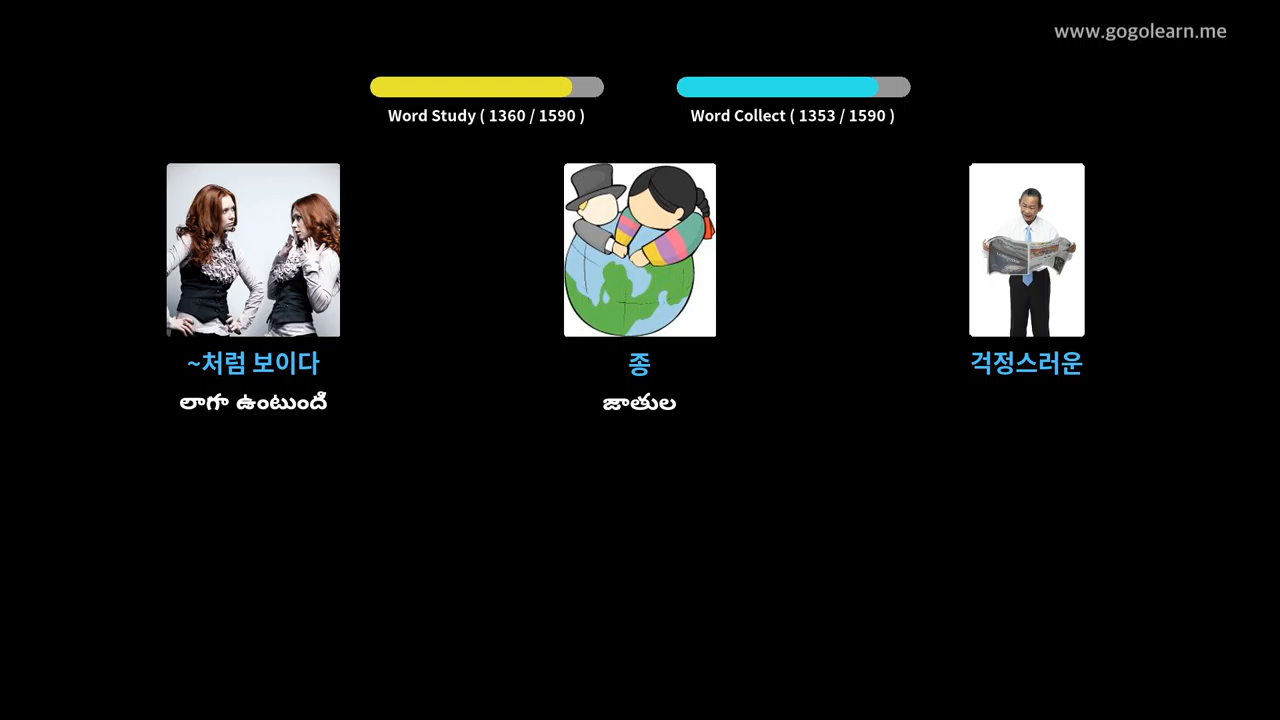 www.gogolearn.me
Word Study ( 1360 / 1590 )
Word Collect ( 1353 / 1590 )
~처럼 보이다
종
걱정스러운
లాగా ఉంటుంది
జాతుల